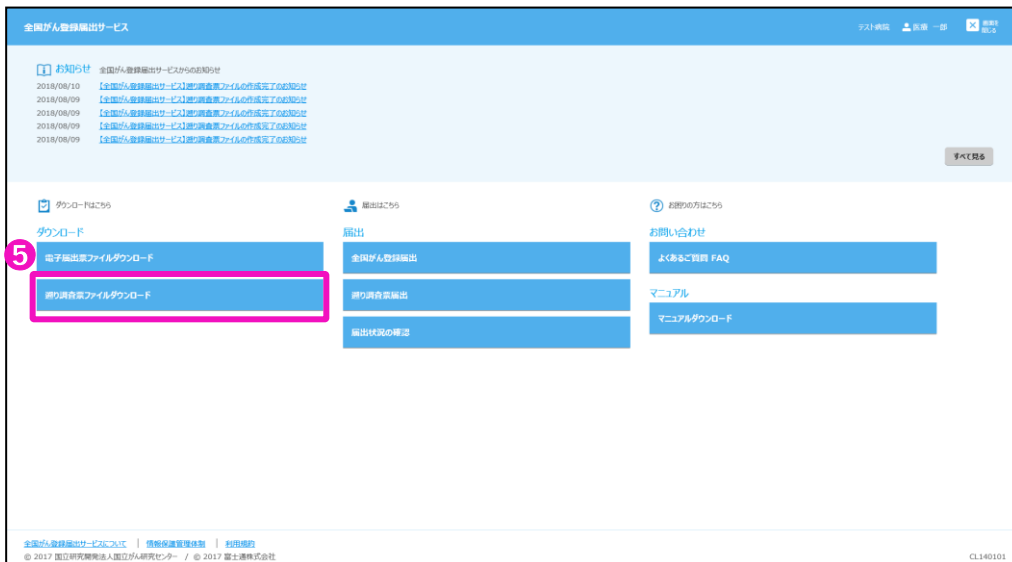 全国がん登録届出サービス
テスト病院 医療 一郎 画面を閉じる
お知らせ 全国がん登録届出サービスからのお知らせ
2018/08/10 【全国がん登録届出サービス】遡り調査票ファイルの作成完了のお知らせ
2018/08/09 【全国がん登録届出サービス】遡り調査票ファイルの作成完了のお知らせ
2018/08/09 【全国がん登録届出サービス】遡り調査票ファイルの作成完了のお知らせ
2018/08/09 【全国がん登録届出サービス】遡り調査票ファイルの作成完了のお知らせ
2018/08/09 【全国がん登録届出サービス】遡り調査票ファイルの作成完了のお知らせ
すべて見る
ダウンロードはこちら
ダウンロード
電子届出票ファイルダウンロード
5
遡り調査票ファイルダウンロード
届出はこちら
届出
全国がん登録届出
遡り調査票届出
届出状況の確認
お困りの方はこちら
お問い合わせ
よくあるご質問 FAQ
マニュアル
マニュアルダウンロード
全国がん登録届出サービスについて | 情報保護管理体制 | 利用規約
© 2017 国立研究開発法人国立がん研究センター / © 2017 富士通株式会社
CL140101